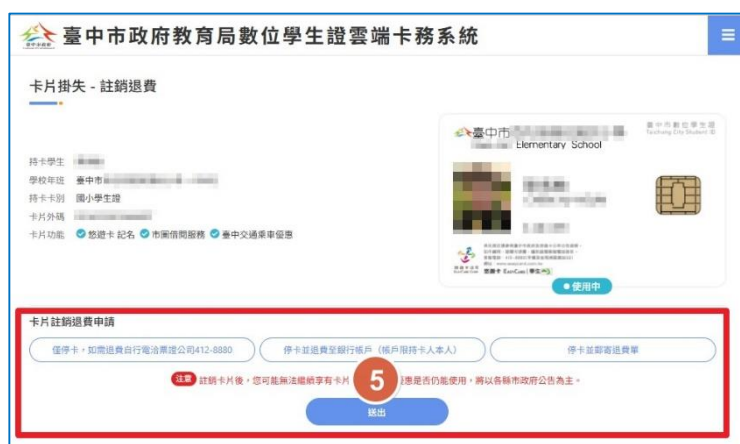 臺中市政府教育局數位學生證雲端卡務系統
卡片掛失 - 註銷退費
臺中市
Elementary School
臺中市數位學生證
Taichung City Student ID
持卡學生
學校年班 臺中市
持卡卡別 國小學生證
卡片外碼
卡片功能 悠遊卡 記名 市圖借閱服務 臺中交通乘車優惠
悠遊卡 EasyCard 學生
使用中
卡片註銷退費申請
僅停卡，如需退費自行電洽票證公司412-8880
停卡並退費至銀行帳戶（帳戶限持卡人本人）
停卡並郵寄退費單
注意 註銷卡片後，您可能無法繼續享有卡片
惠是否仍能使用，將以各縣市政府公告為主。
5
送出